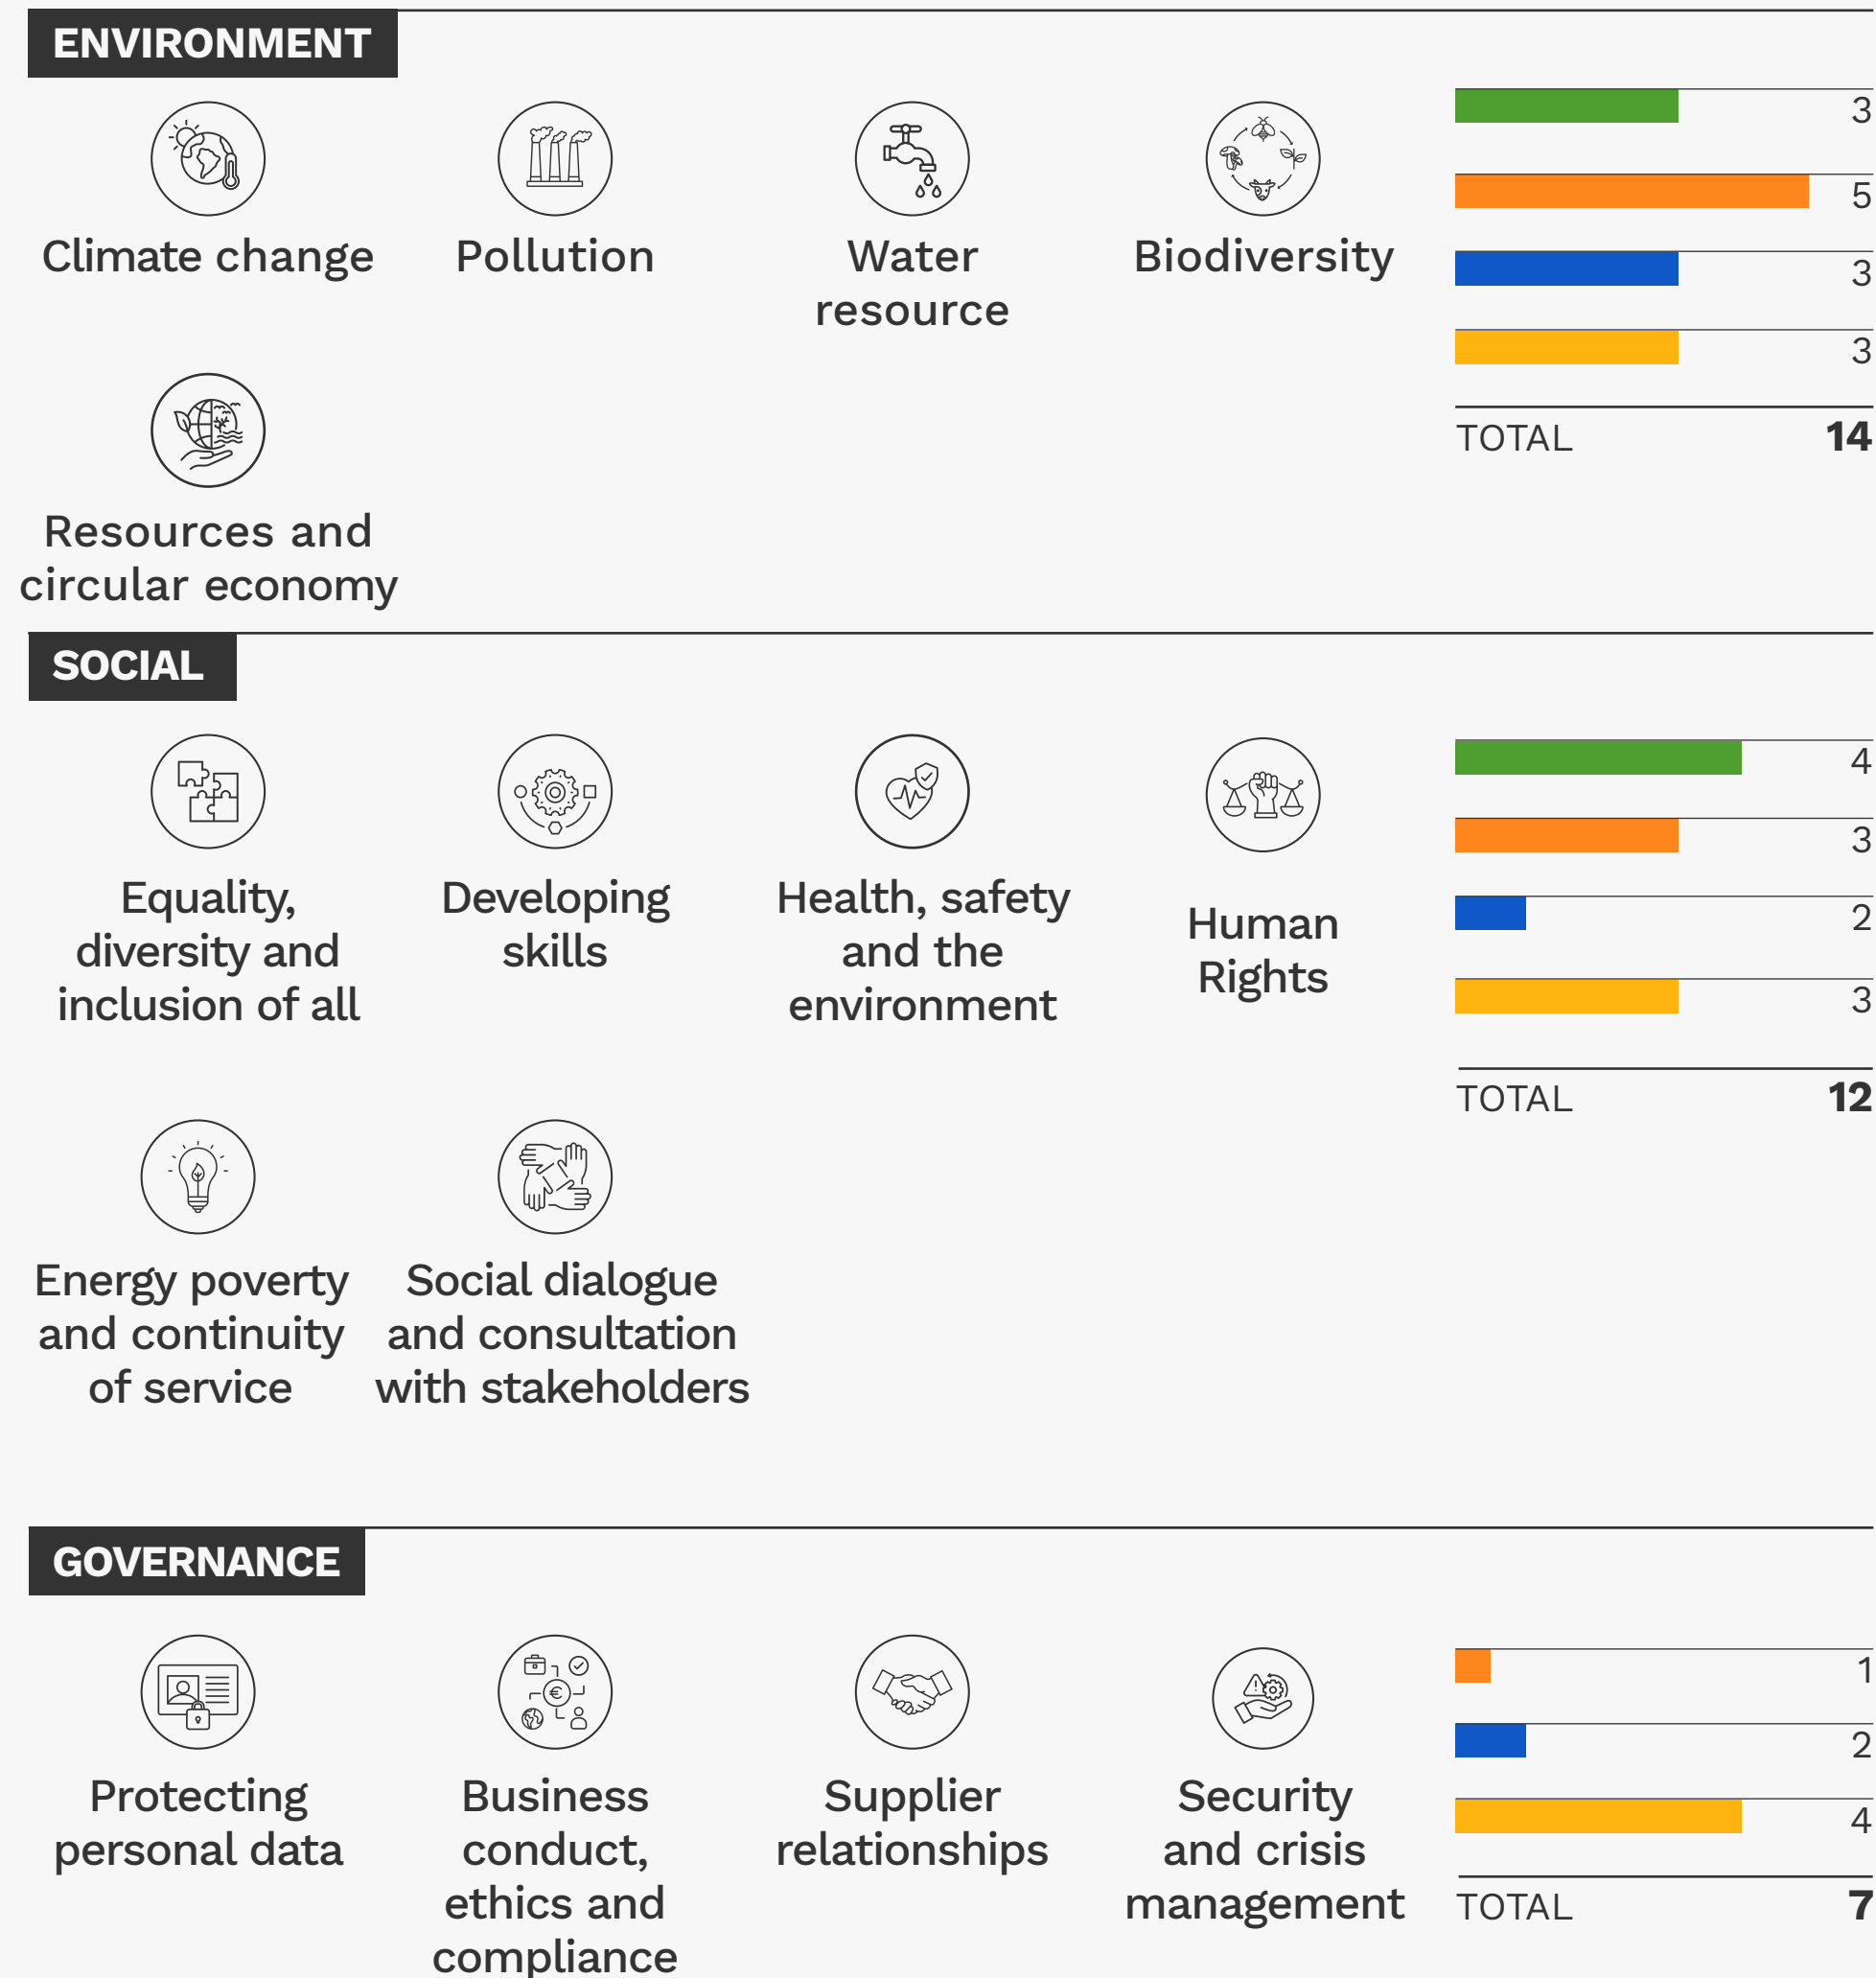 ENVIRONMENT
Climate change
Pollution
Water
resource
Biodiversity
Resources and
circular economy
3
5
3
3
TOTAL 14
SOCIAL
Equality,
diversity and
inclusion of all
Developing
skills
Health, safety
and the
environment
Human
Rights
Energy poverty
and continuity
of service
Social dialogue
and consultation
with stakeholders
4
3
2
3
TOTAL 12
GOVERNANCE
Protecting
personal data
Business
conduct,
ethics and
compliance
Supplier
relationships
Security
and crisis
management
1
2
4
TOTAL 7